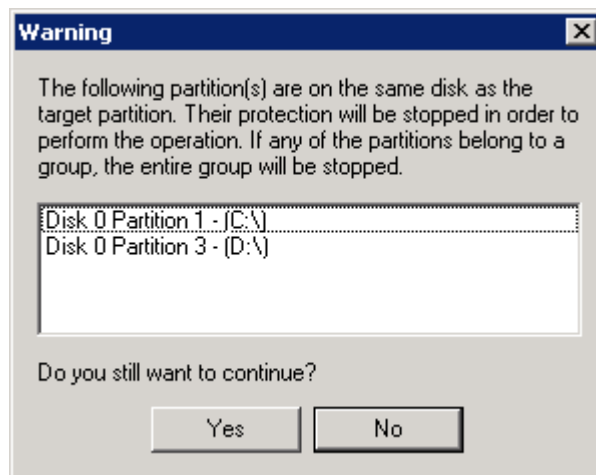 Warning
The following partition(s) are on the same disk as the
target partition. Their protection will be stopped in order to
perform the operation. If any of the partitions belong to a
group, the entire group will be stopped.
Disk 0 Partition 1 - (C:\)
Disk 0 Partition 3 - (D:\)
Do you still want to continue?
Yes No